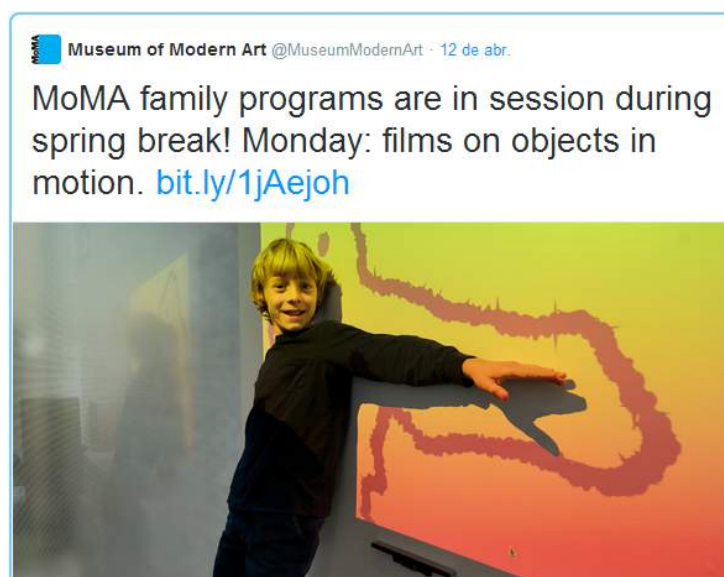 MoMA
Museum of Modern Art @MuseumModernArt · 12 de abr.
MoMA family programs are in session during
spring break! Monday: films on objects in
motion. bit.ly/1jAejoh